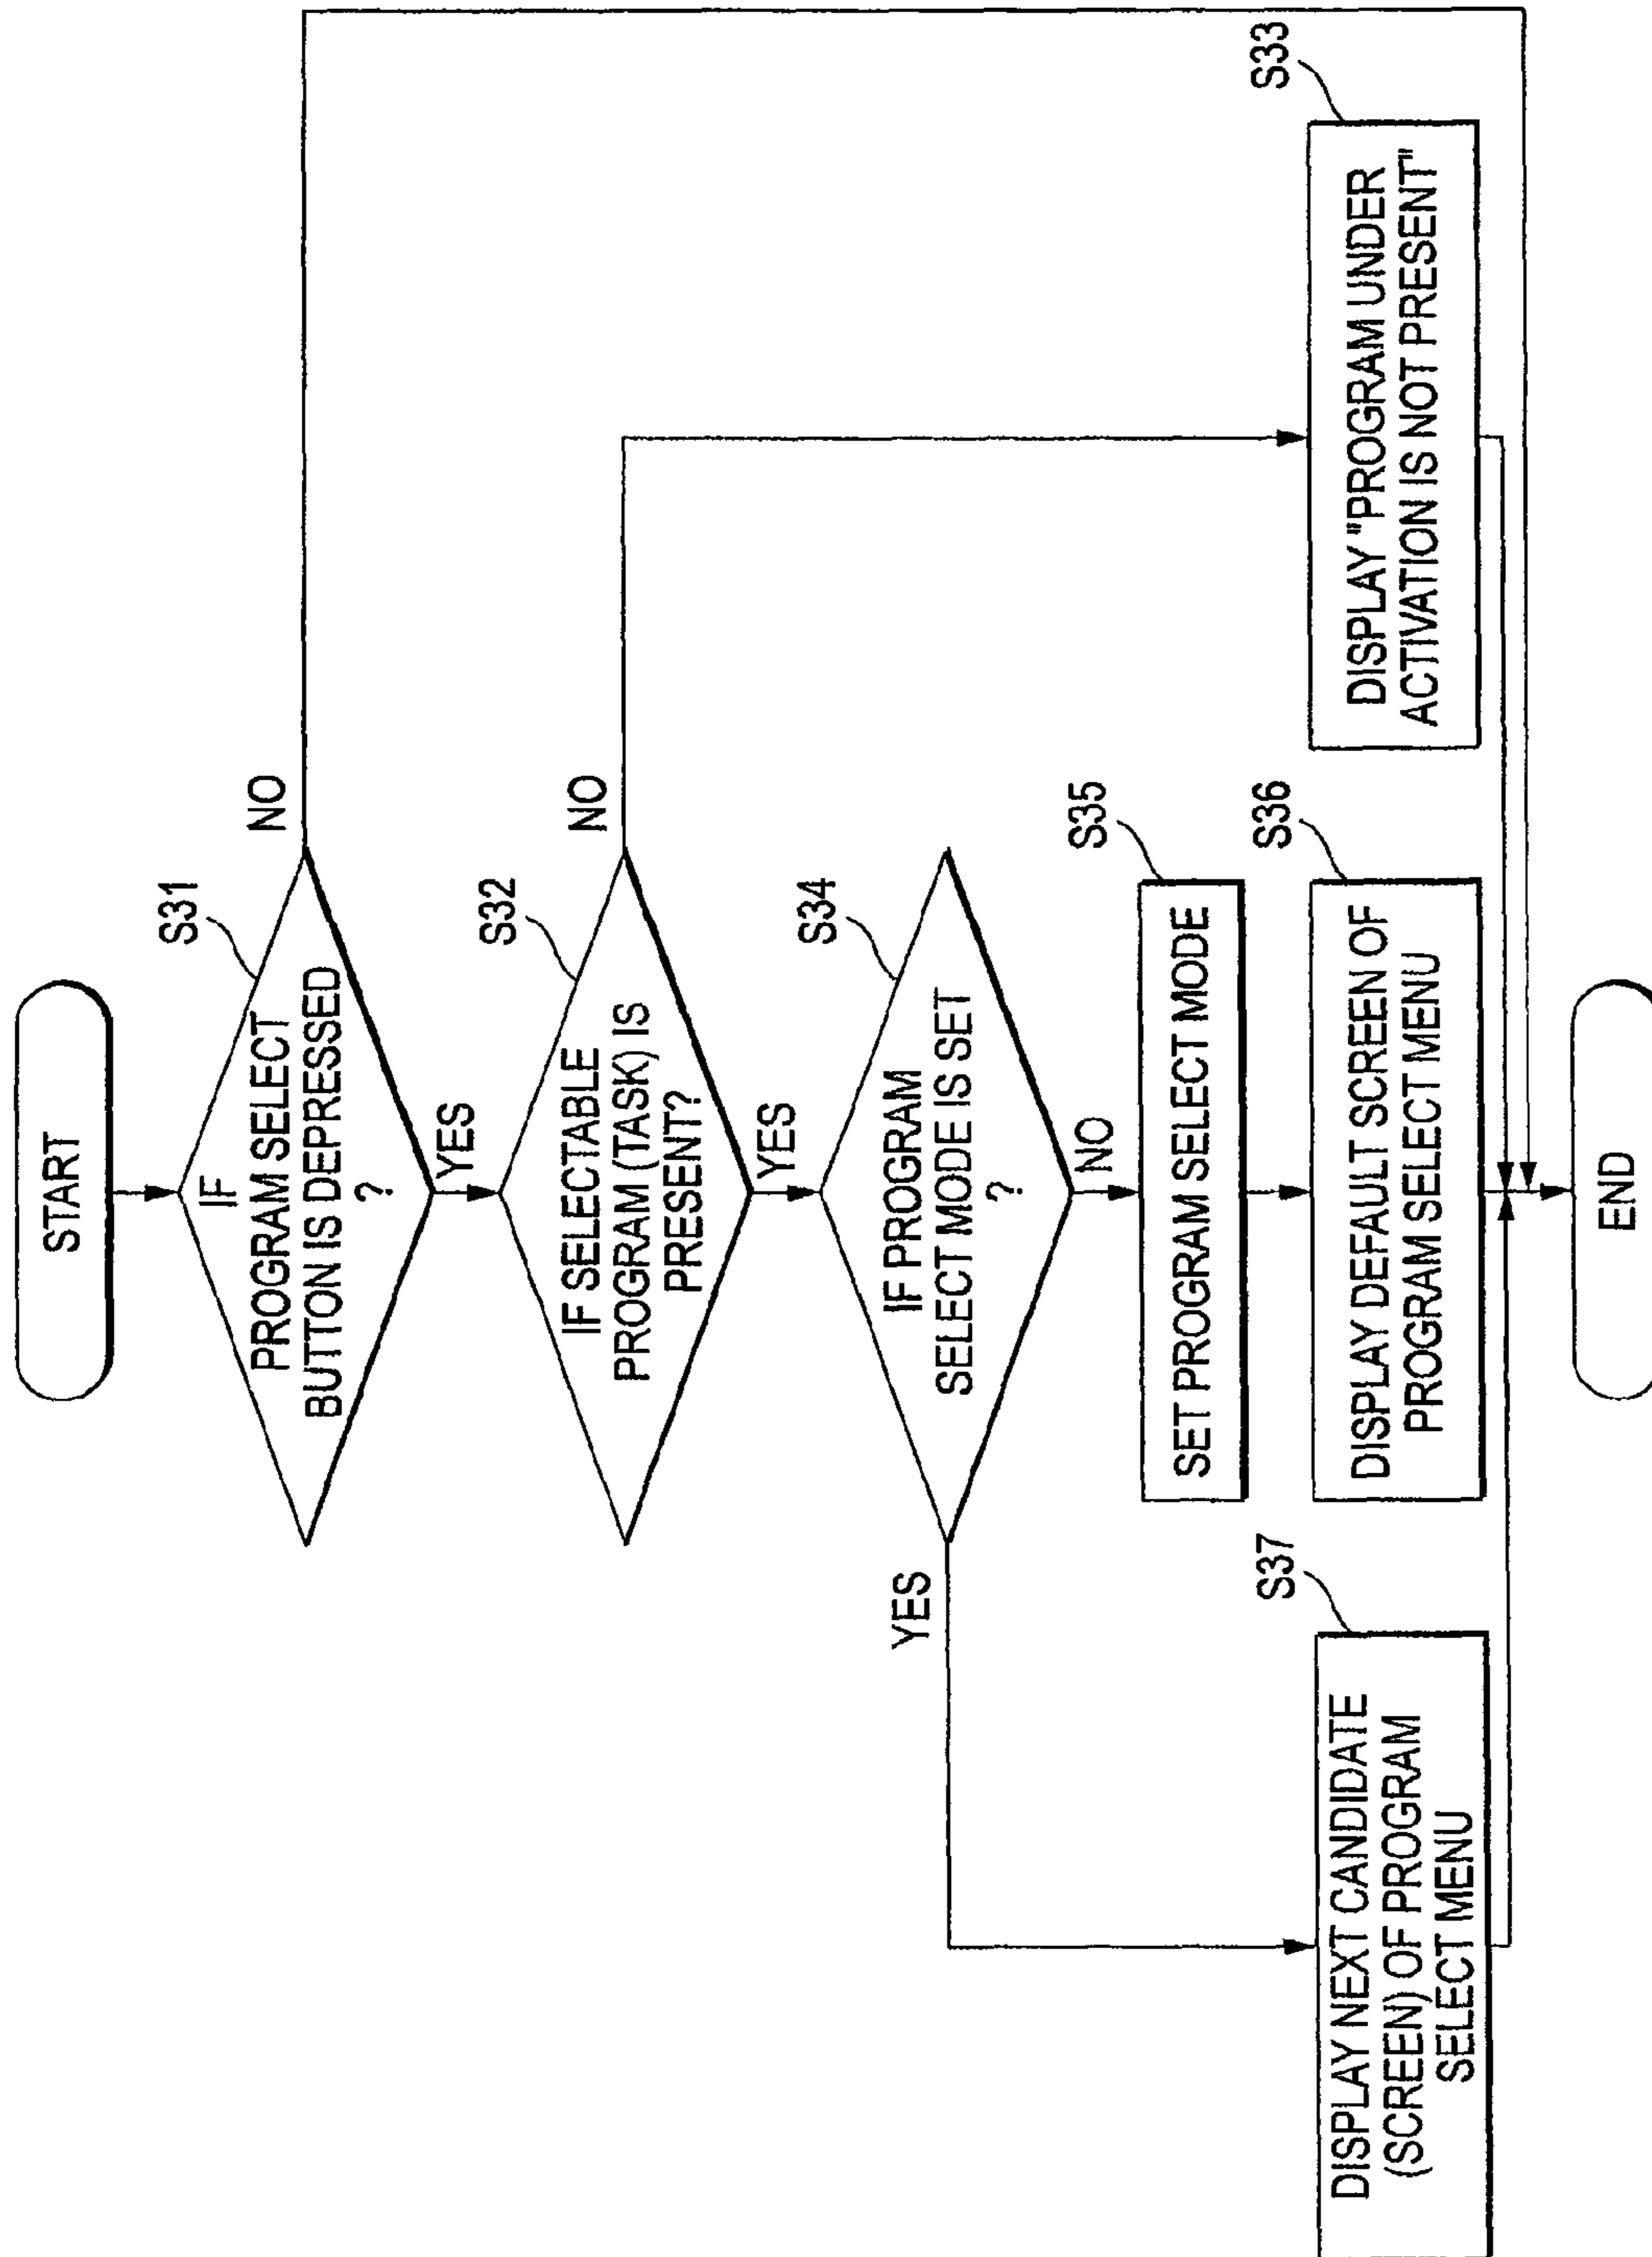 START
S31
IF
PROGRAM SELECT
BUTTON IS DEPRESSED
?
NO
YES
S32
IF SELECTABLE
PROGRAM (TASK) IS
PRESENT?
NO
YES
S34
IF PROGRAM
SELECT MODE IS SET
?
YES
NO
S35
SET PROGRAM SELECT MODE
S37
DISPLAY NEXT CANDIDATE
(SCREEN) OF PROGRAM
SELECT MENU
S36
DISPLAY DEFAULT SCREEN OF
PROGRAM SELECT MENU
S33
DISPLAY "PROGRAM UNDER
ACTIVATION IS NOT PRESENT"
END